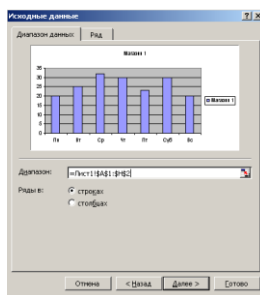 Исходные данные
Диапазон данных Ряд
Магазин 1
35
30
25
20
15
10
5
0
Пн Вт Ср Чт Пт Суб Вс
Магазин 1
Диапазон: =Лист1!$A$1:$H$2
Ряды в: строках
столбцах
Отмена < Назад Далее > Готово